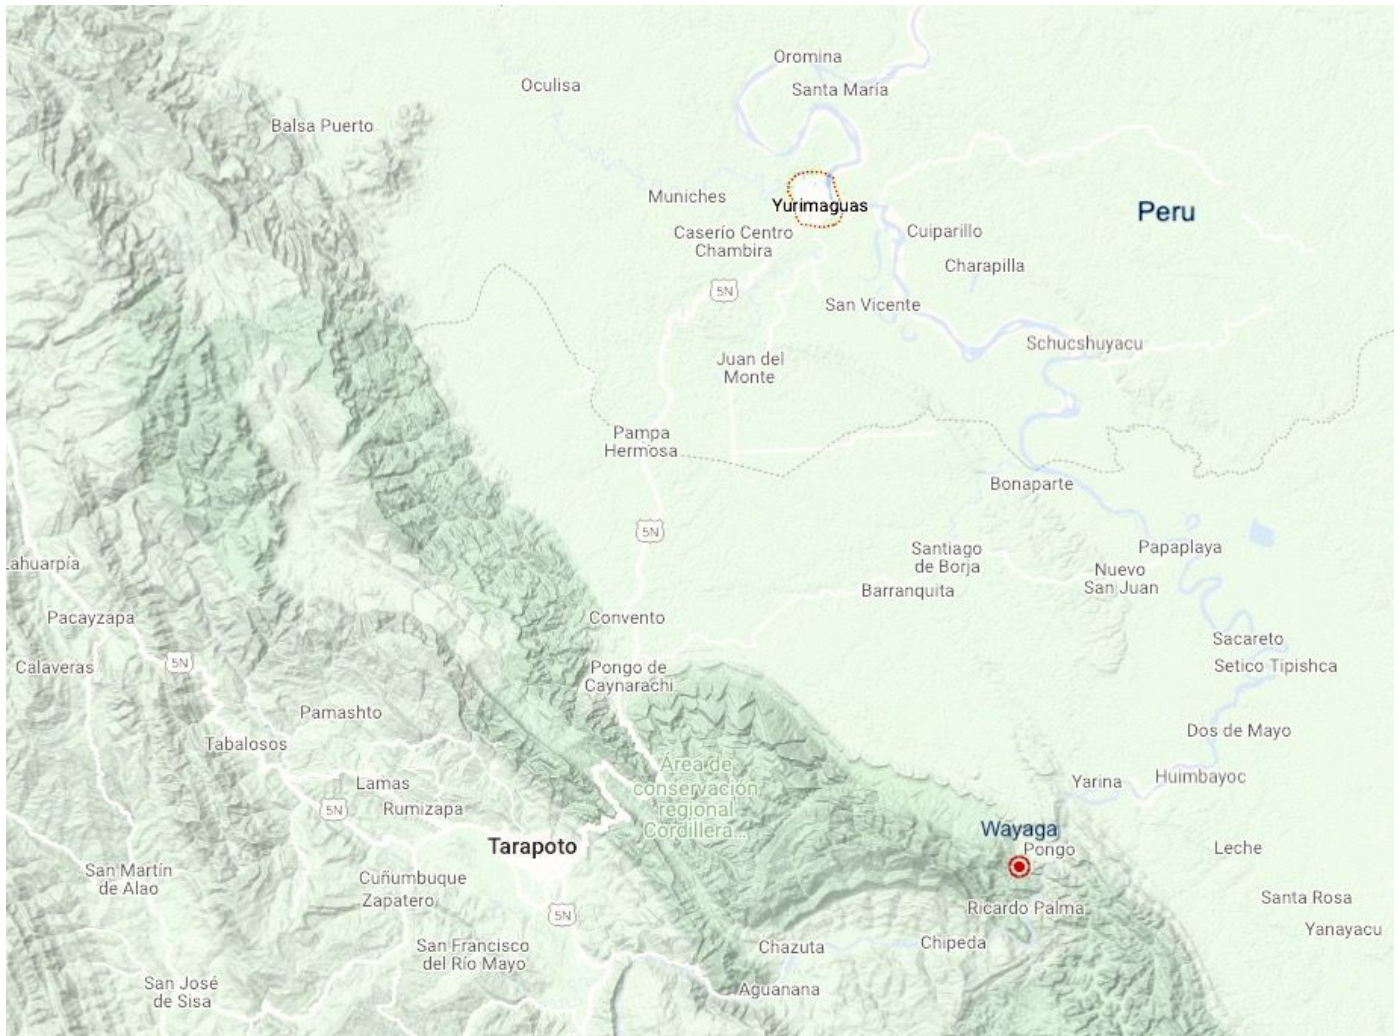 Oromina
Oculisa
Santa María
Balsa Puerto
Muniches
Yurimaguas
Peru
Caserío Centro
Chambira
Cuiparillo
Charapilla
5N
San Vicente
Schucshuyacu
Juan del
Monte
Pampa
Hermosa
Bonaparte
5N
Santiago
de Borja
Papaplaya
Lahuarpía
Nuevo
San Juan
Barranquita
Pacayzapa
Convento
Sacareto
Calaveras
5N
Pongo de
Caynarachi
Setico Tipishca
Pamashto
Tabalosos
Dos de Mayo
Área de
conservación
regional
Cordillera...
Lamas
Rumizapa
5N
Yarina
Huimbayoc
Wayaga
Pongo
Tarapoto
Leche
San Martín
de Alao
Cuñumbuque
Zapatero
Ricardo Palma
Santa Rosa
5N
Yanayacu
San Francisco
del Río Mayo
Chazuta
Chipeda
San José
de Sisa
Aguanana